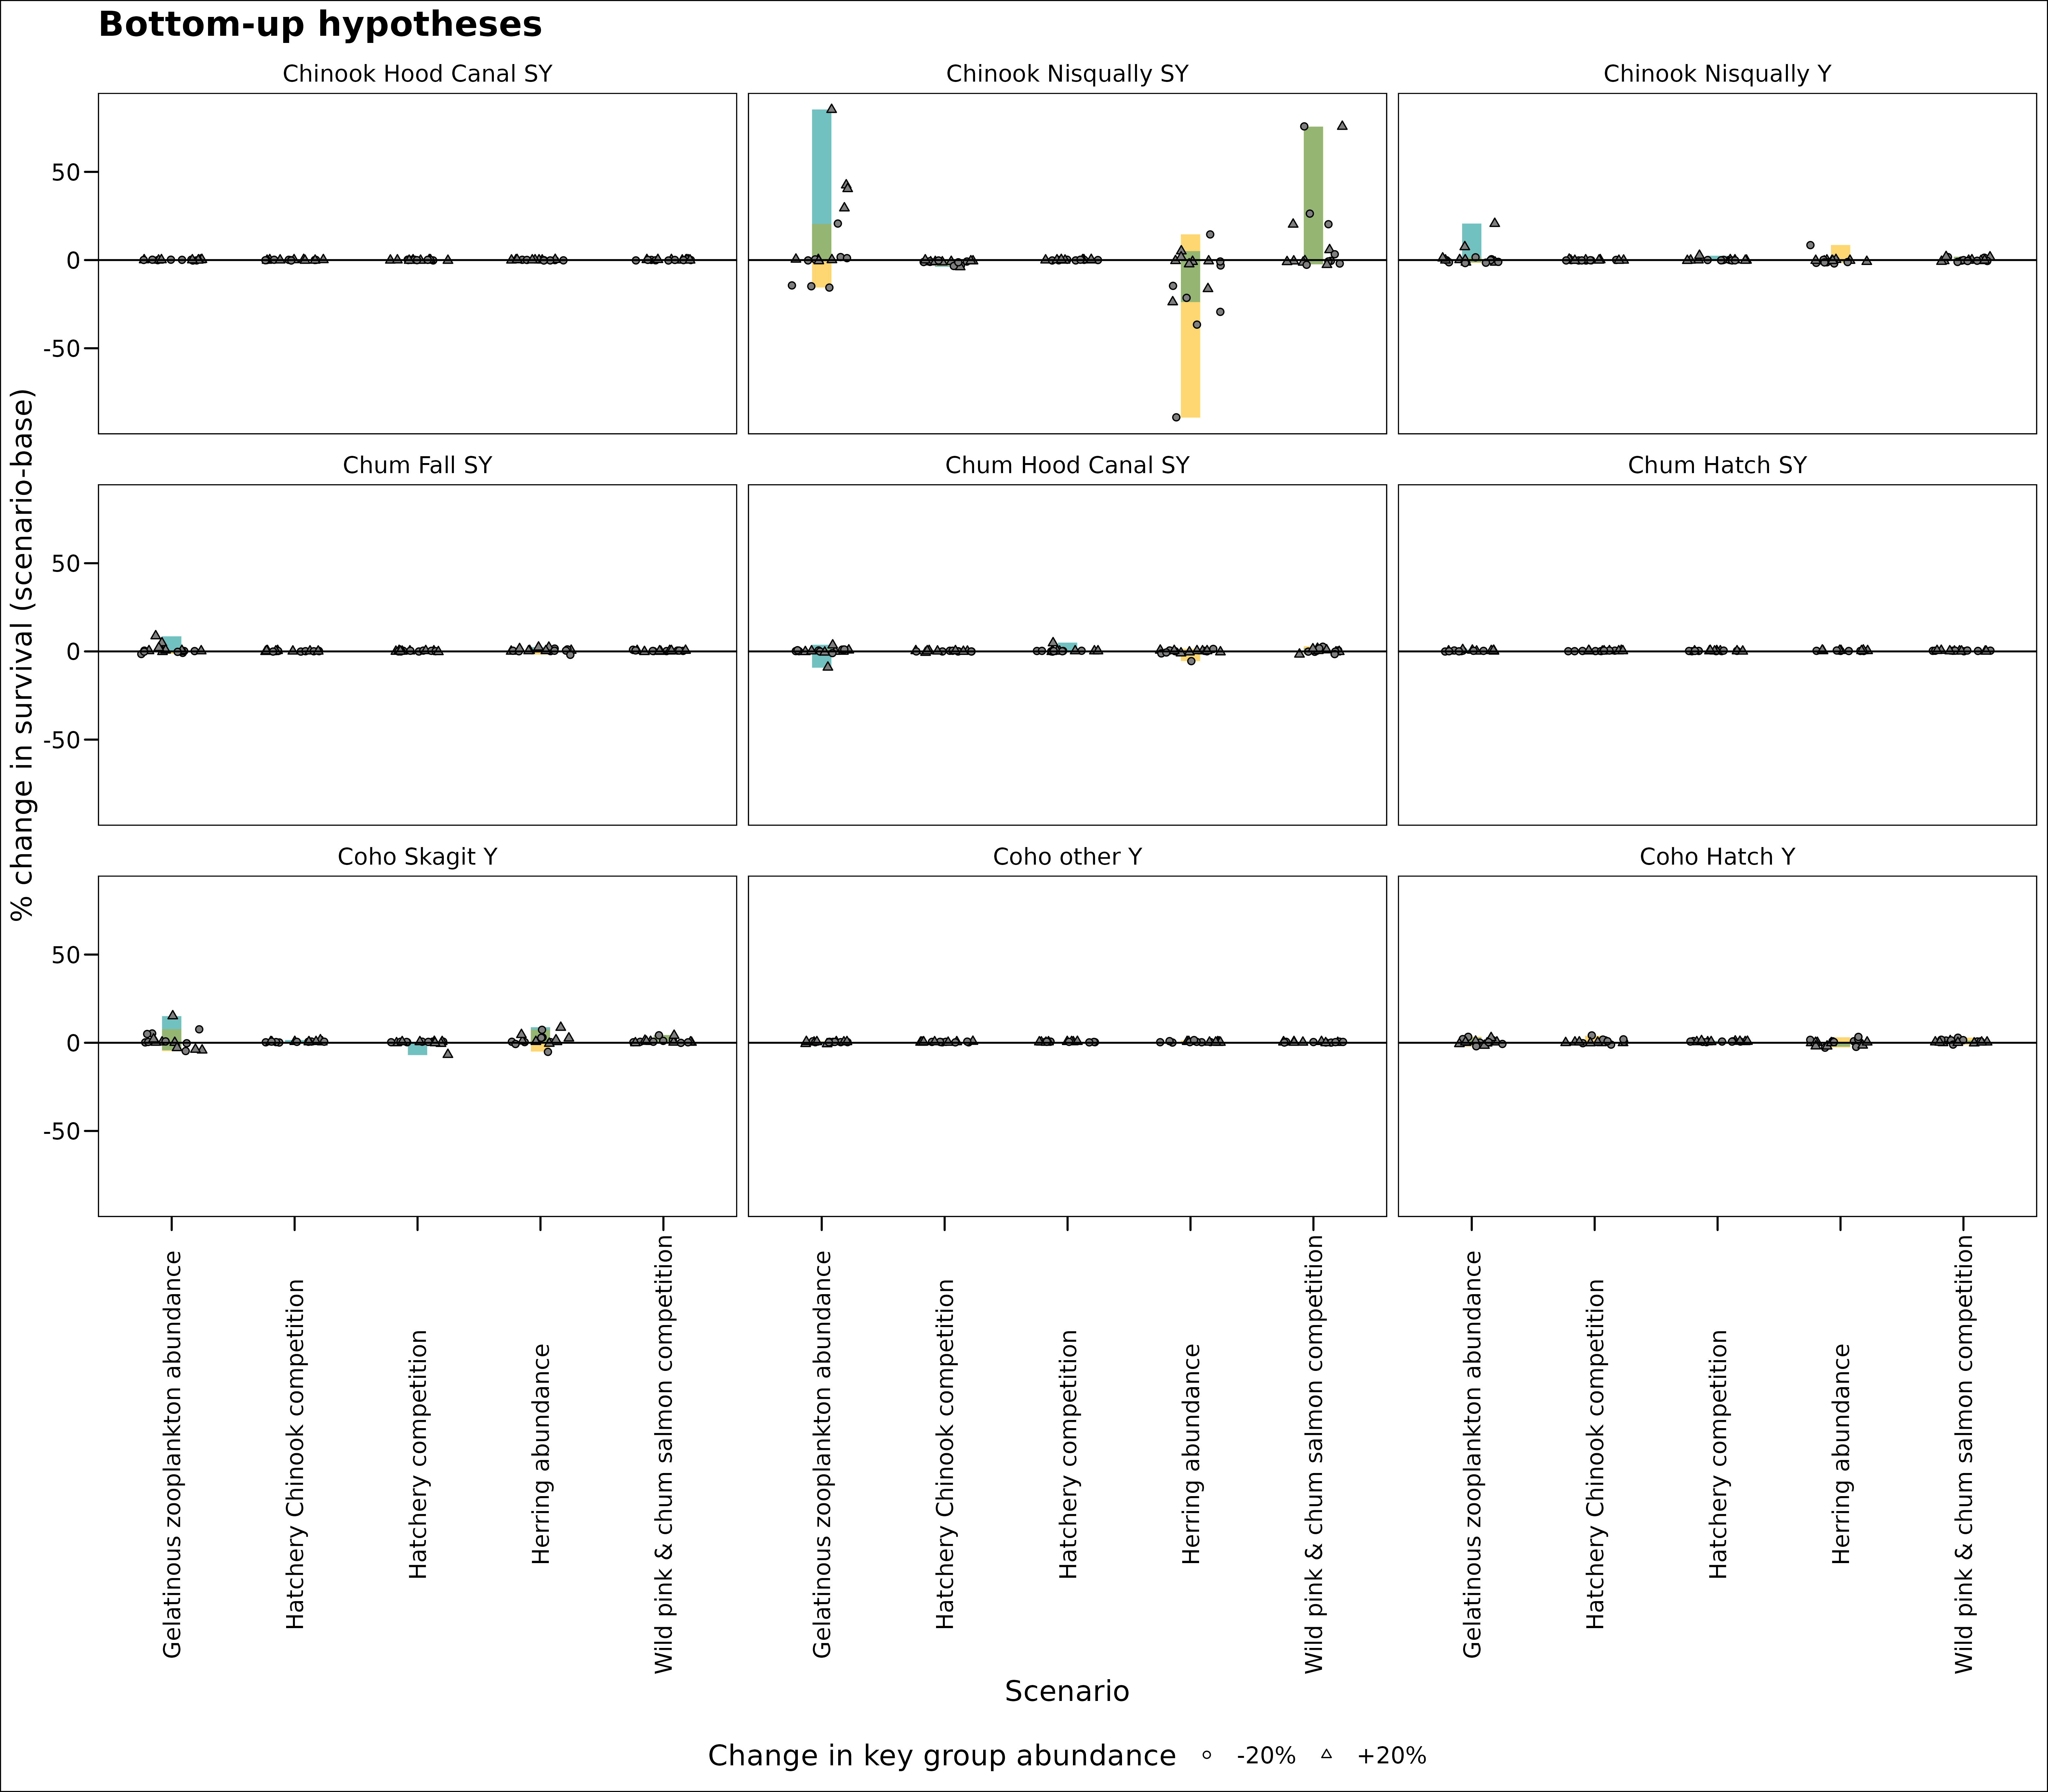 Bottom-up hypotheses
Chinook Hood Canal SY
Chinook Nisqually SY
Chinook Nisqually Y
50
0
-50
Chum Fall SY
Chum Hood Canal SY
Chum Hatch SY
50
0
-50
Coho Skagit Y
Coho other Y
Coho Hatch Y
50
0
-50
% change in survival (scenario-base)
Gelatinous zooplankton abundance
Hatchery Chinook competition
Hatchery competition
Herring abundance
Wild pink & chum salmon competition
Gelatinous zooplankton abundance
Hatchery Chinook competition
Hatchery competition
Herring abundance
Wild pink & chum salmon competition
Gelatinous zooplankton abundance
Hatchery Chinook competition
Hatchery competition
Herring abundance
Wild pink & chum salmon competition
Scenario
Change in key group abundance -20% +20%